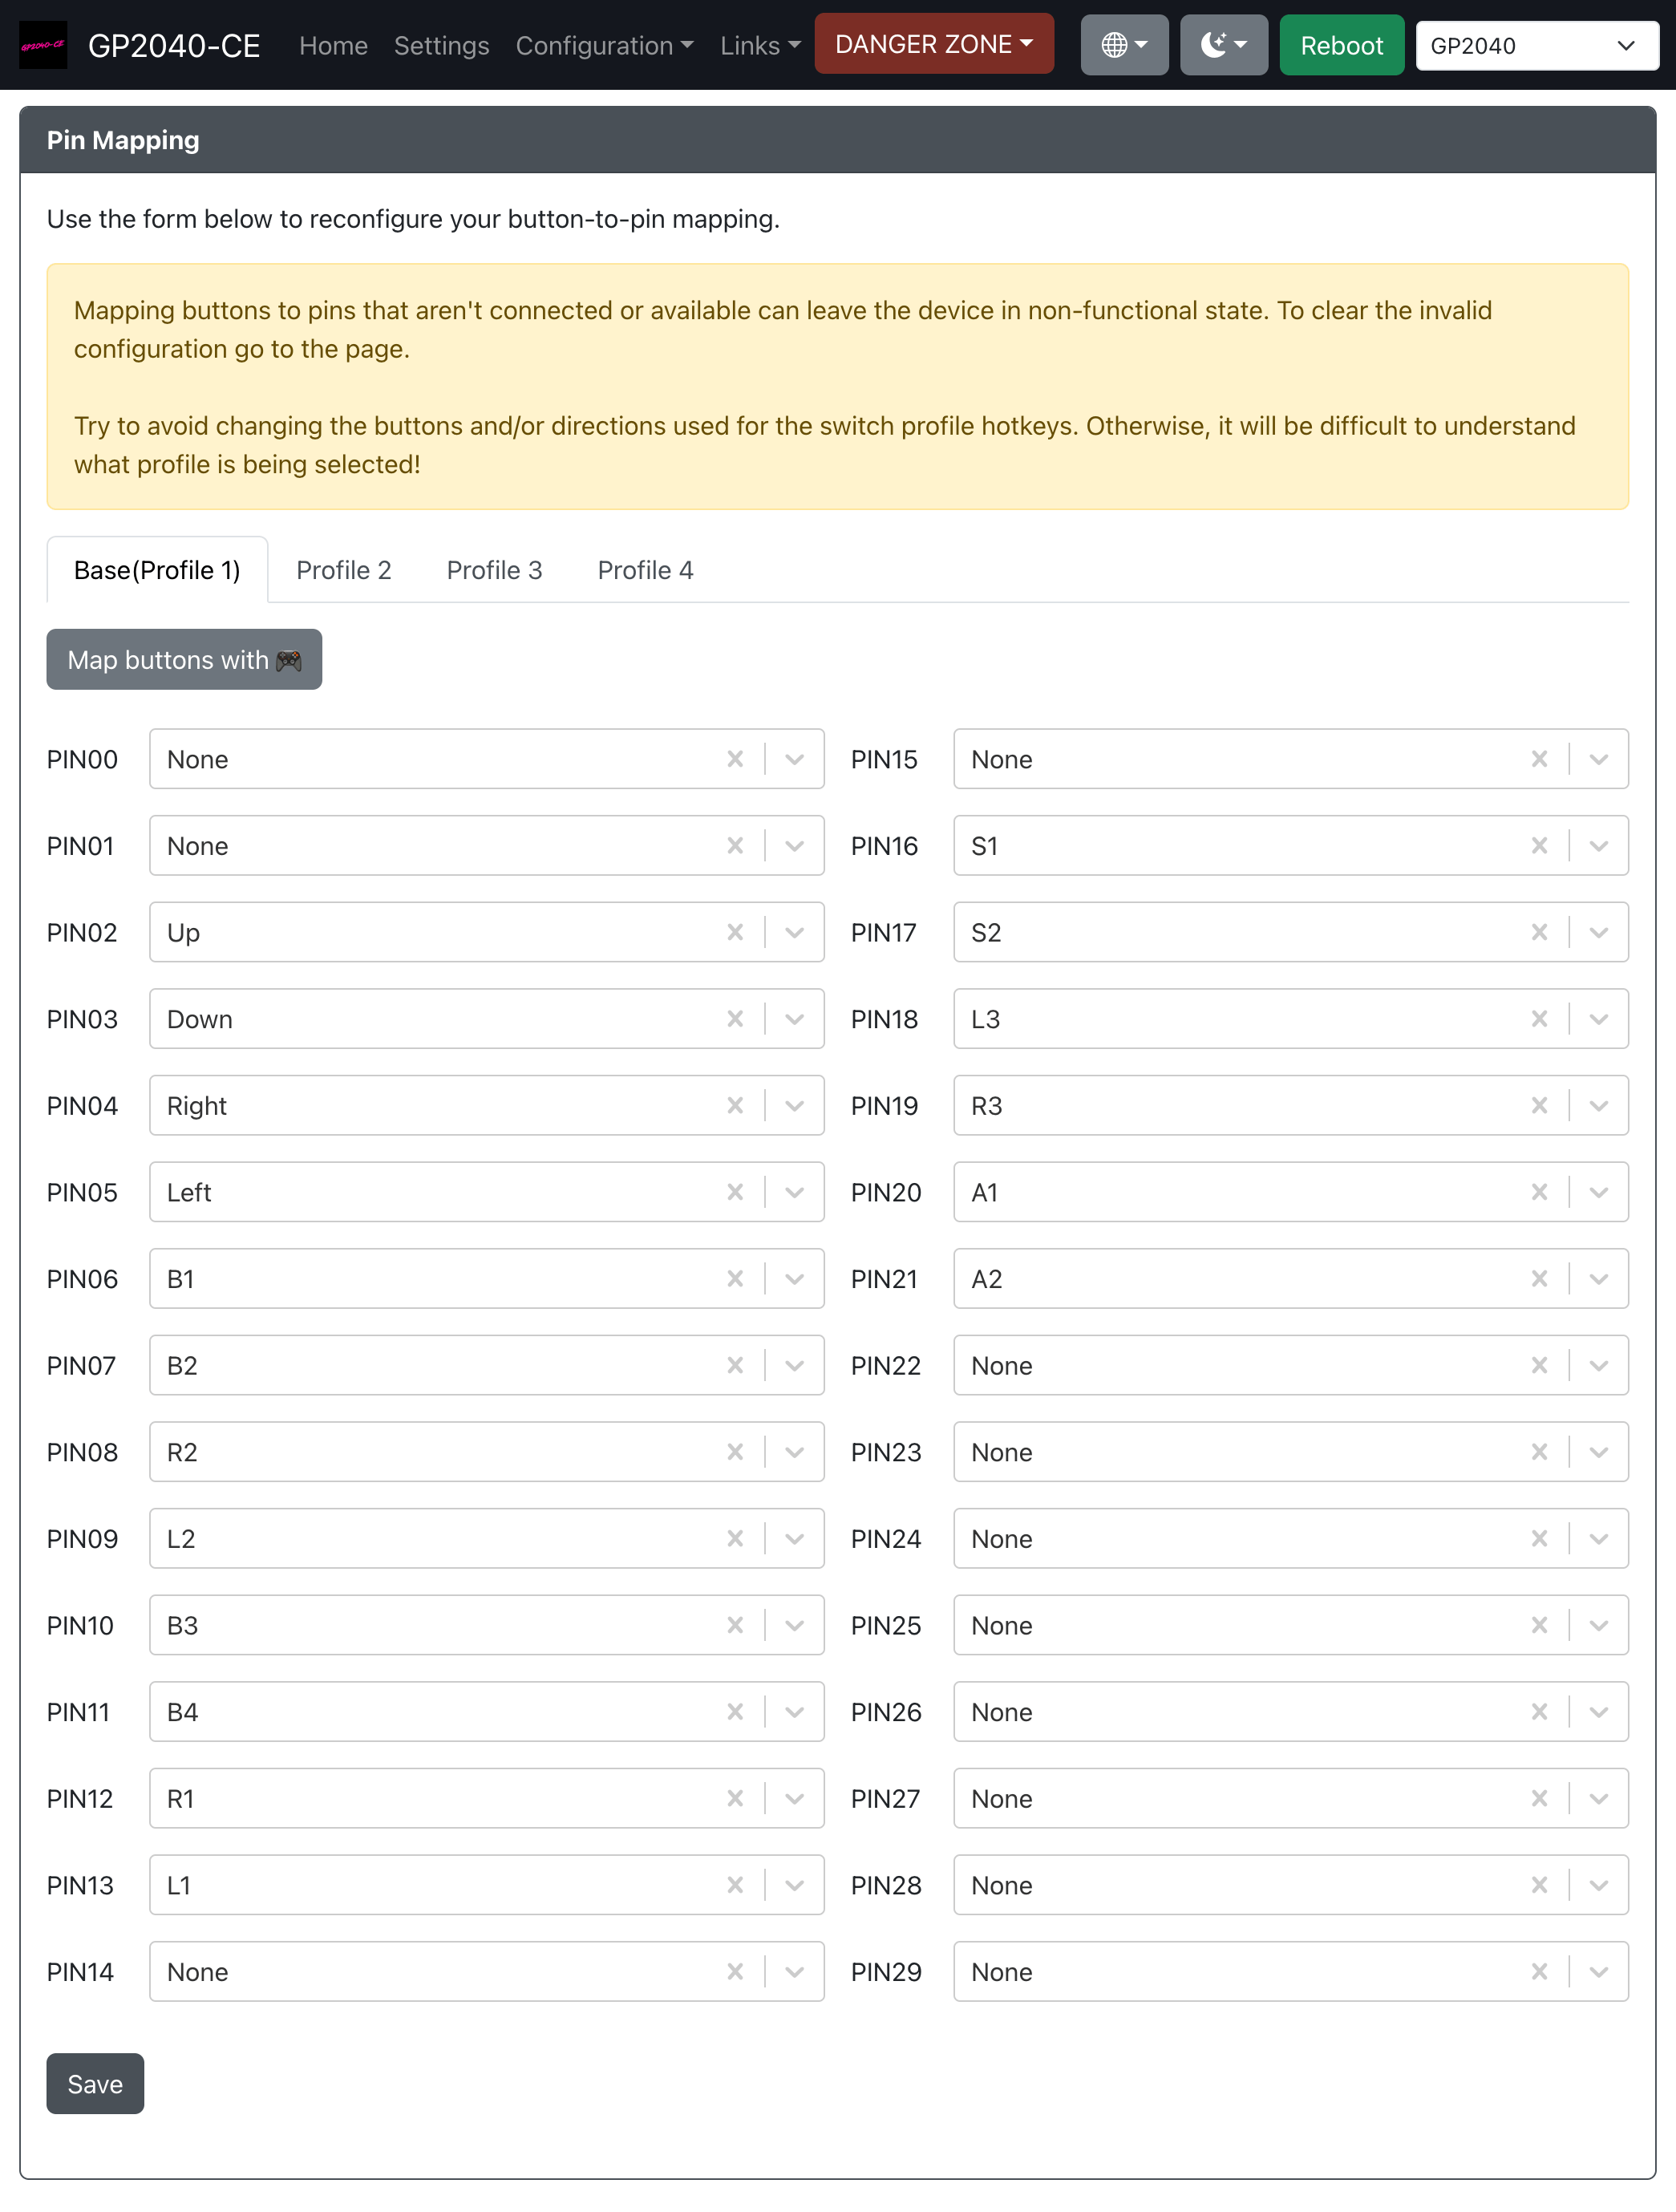 GP2040-CE
GP2040-CE Home Settings Configuration Links DANGER ZONE Reboot GP2040
Pin Mapping
Use the form below to reconfigure your button-to-pin mapping.
Mapping buttons to pins that aren't connected or available can leave the device in non-functional state. To clear the invalid
configuration go to the page.
Try to avoid changing the buttons and/or directions used for the switch profile hotkeys. Otherwise, it will be difficult to understand
what profile is being selected!
Base(Profile 1) Profile 2 Profile 3 Profile 4
Map buttons with 🎮
PIN00 None PIN15 None
PIN01 None PIN16 S1
PIN02 Up PIN17 S2
PIN03 Down PIN18 L3
PIN04 Right PIN19 R3
PIN05 Left PIN20 A1
PIN06 B1 PIN21 A2
PIN07 B2 PIN22 None
PIN08 R2 PIN23 None
PIN09 L2 PIN24 None
PIN10 B3 PIN25 None
PIN11 B4 PIN26 None
PIN12 R1 PIN27 None
PIN13 L1 PIN28 None
PIN14 None PIN29 None
Save